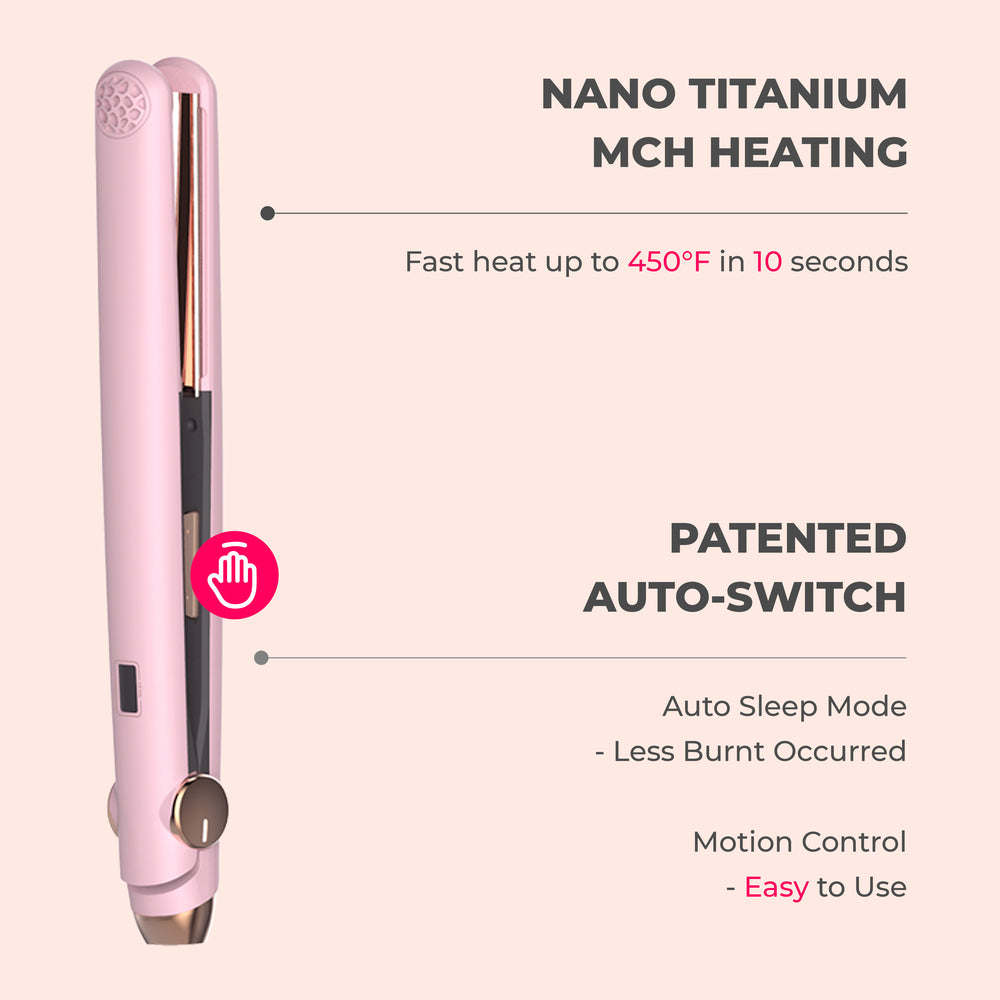 NANO TITANIUM
MCH HEATING
Fast heat up to 450°F in 10 seconds
PATENTED
AUTO-SWITCH
Auto Sleep Mode
- Less Burnt Occurred
Motion Control
- Easy to Use